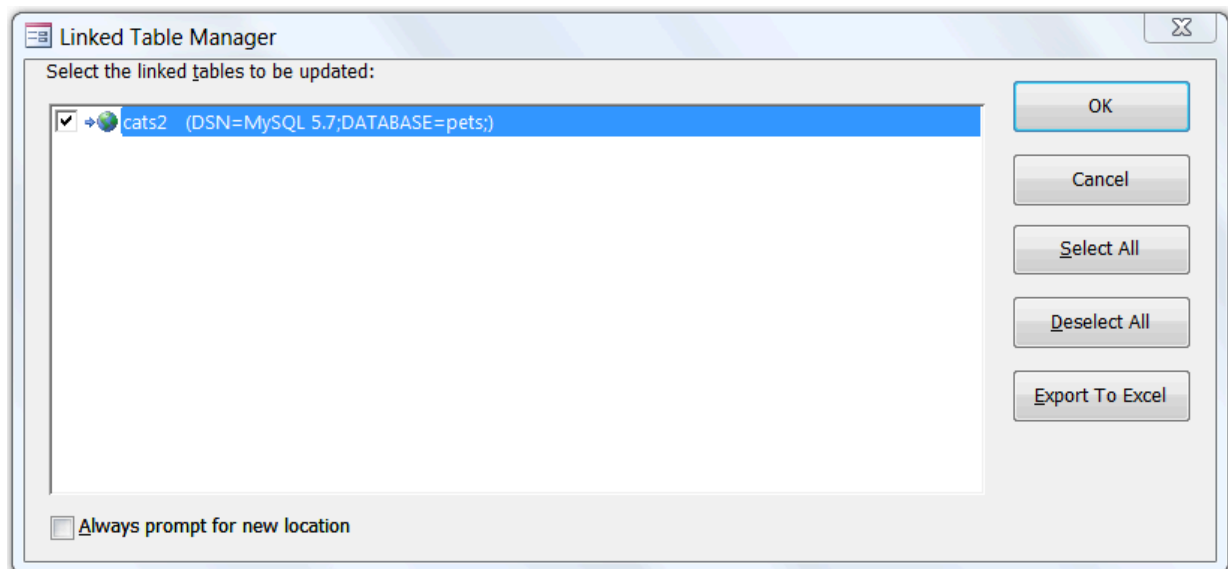 Linked Table Manager
Select the linked tables to be updated:
cats2 (DSN=MySQL 5.7;DATABASE=pets;)
OK
Cancel
Select All
Deselect All
Export To Excel
Always prompt for new location